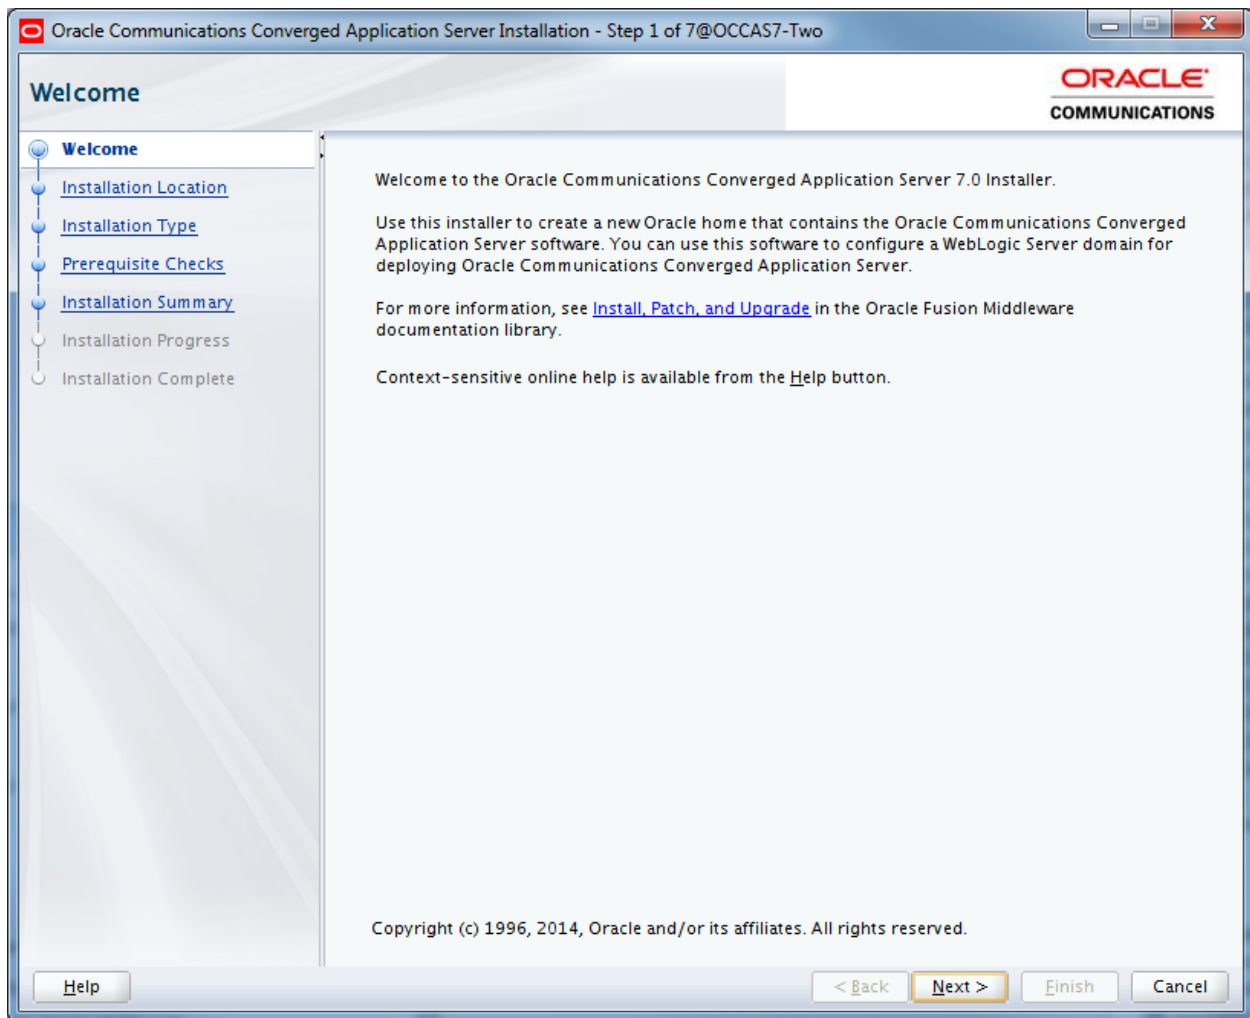 Oracle Communications Converged Application Server Installation - Step 1 of 7@OCCAS7-Two
Welcome
ORACLE
COMMUNICATIONS
Welcome
Installation Location
Installation Type
Prerequisite Checks
Installation Summary
Installation Progress
Installation Complete
Welcome to the Oracle Communications Converged Application Server 7.0 Installer.
Use this installer to create a new Oracle home that contains the Oracle Communications Converged
Application Server software. You can use this software to configure a WebLogic Server domain for
deploying Oracle Communications Converged Application Server.
For more information, see Install, Patch, and Upgrade in the Oracle Fusion Middleware
documentation library.
Context-sensitive online help is available from the Help button.
Copyright (c) 1996, 2014, Oracle and/or its affiliates. All rights reserved.
Help
< Back
Next >
Finish
Cancel